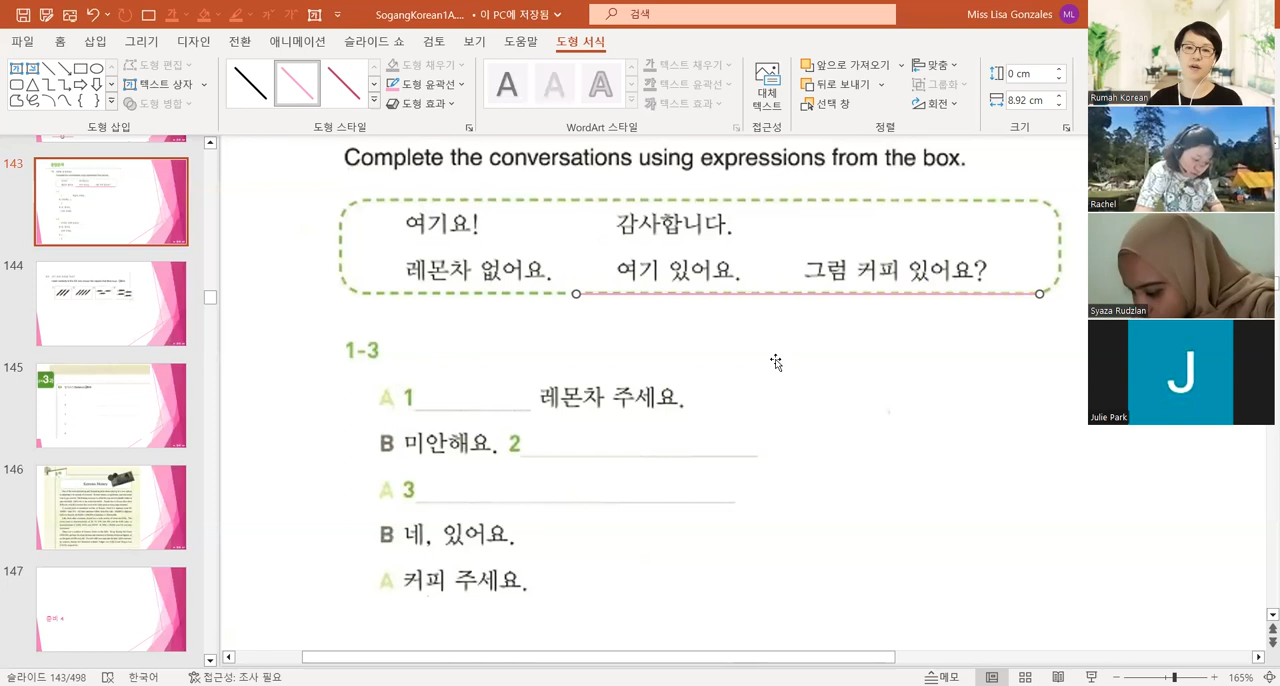 SogangKorean1A.... • 이 PC에 저장됨
검색
Miss Lisa Gonzales ML
파일 홈 삽입 그리기 디자인 전환 애니메이션 슬라이드 쇼 검토 보기 도움말 도형 서식
도형 편집
텍스트 상자
도형 병합
도형 삽입
도형 채우기
도형 윤곽선
도형 효과
도형 스타일
A A A
텍스트 채우기
텍스트 윤곽선
텍스트 효과
WordArt 스타일
대체
텍스트
접근성
앞으로 가져오기
뒤로 보내기
선택 창
맞춤
그룹화
회전
정렬
0 cm
8.92 cm
크기
Rumah Korean
Rachel
Syaza Rudzlan
J
Julie Park
143
144
145
146
147
Complete the conversations using expressions from the box.
여기요! 감사합니다.
레몬차 없어요. 여기 있어요. 그럼 커피 있어요?
1-3
A 1 레몬차 주세요.
B 미안해요. 2
A 3
B 네, 있어요.
A 커피 주세요.
슬라이드 143/498 한국어 접근성: 조사 필요
메모
165%